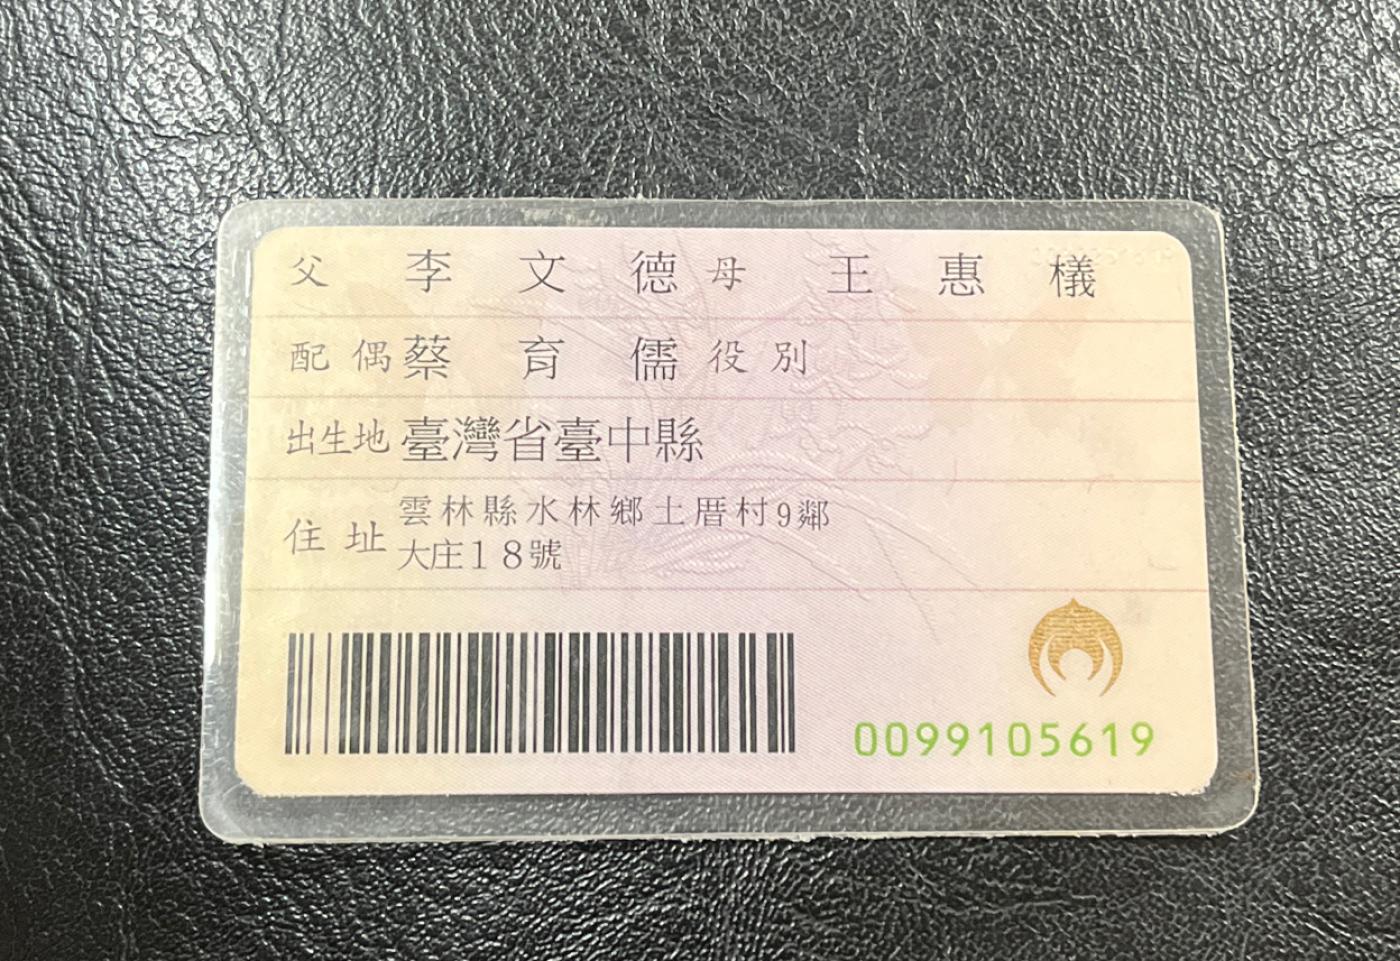 父 李文德 母 王惠檥
配偶 蔡育儒 役別
出生地 臺灣省臺中縣
住址 雲林縣水林鄉土厝村9鄰
大庄18號
0099105619